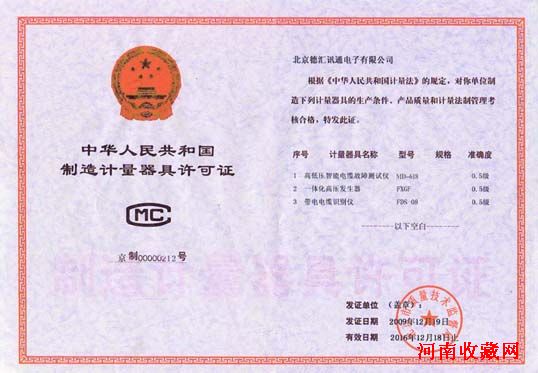 中华人民共和国
制造计量器具许可证
CMC
京制00000212号
北京德汇讯通电子有限公司
根据《中华人民共和国计量法》的规定，对你单位制
造下列计量器具的生产条件、产品质量和计量法制管理考
核合格，特发此证。
序号 计量器具名称 型号 规格 准确度
1 高低压智能电缆故障测试仪 MD-618 0.5级
2 一体化高压发生器 FXGF 0.5级
3 带电电缆识别仪 FDS-08 0.5级
以下空白
发证单位（盖章）：
发证日期 2009年12月19日
有效日期 2016年12月18日止
河南收藏网